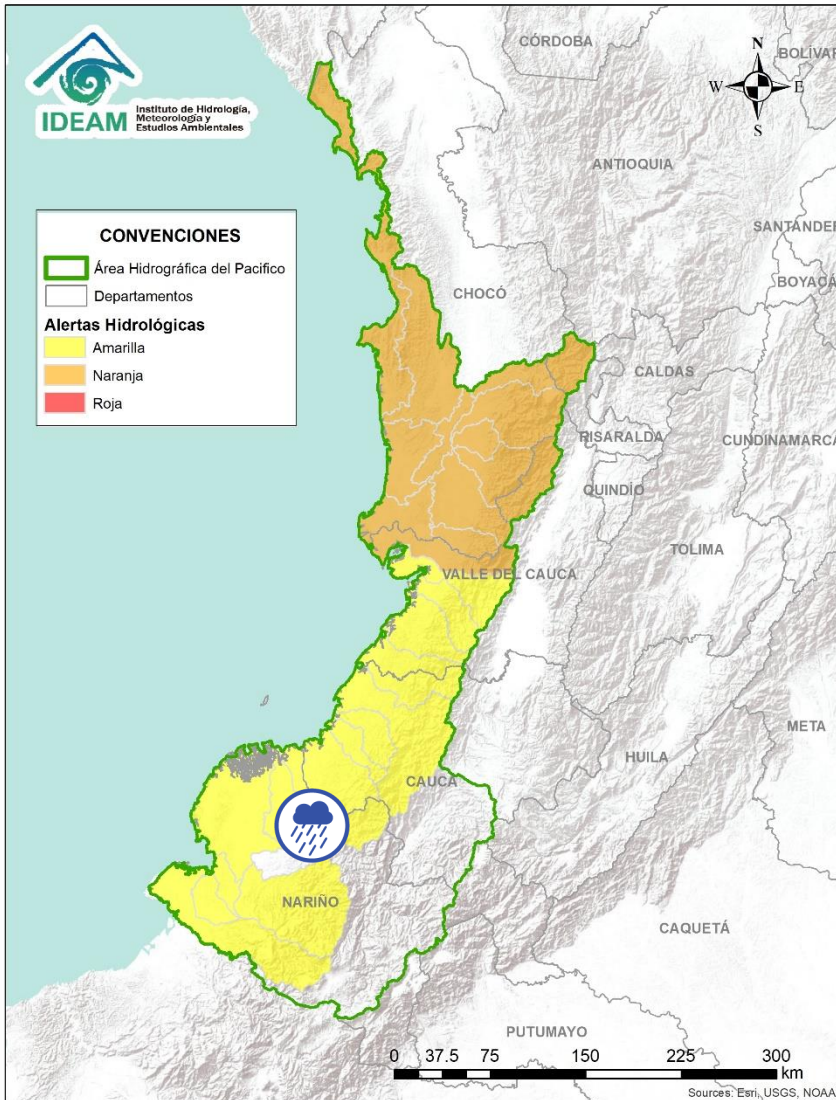 IDEAM
Instituto de Hidrología,
Meteorología y
Estudios Ambientales
CÓRDOBA
BOLÍVAR
N
W
E
S
ANTIOQUIA
SANTANDER
BOYACÁ
CONVENCIONES
Área Hidrográfica del Pacifico
Departamentos
Alertas Hidrológicas
Amarilla
Naranja
Roja
CHOCÓ
CALDAS
RISARALDA
CUNDINAMARCA
QUINDÍO
TOLIMA
VALLE DEL CAUCA
META
HUILA
CAUCA
NARIÑO
CAQUETÁ
PUTUMAYO
0 37.5 75 150 225 300
km
Sources: Esri, USGS, NOAA